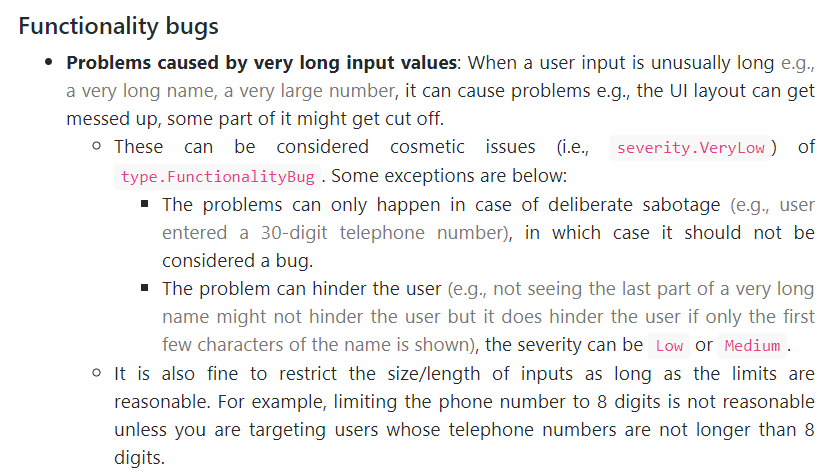 Functionality bugs
Problems caused by very long input values: When a user input is unusually long e.g.,
a very long name, a very large number, it can cause problems e.g., the UI layout can get
messed up, some part of it might get cut off.
These can be considered cosmetic issues (i.e., severity.VeryLow ) of
type.FunctionalityBug . Some exceptions are below:
The problems can only happen in case of deliberate sabotage (e.g., user
entered a 30-digit telephone number), in which case it should not be
considered a bug.
The problem can hinder the user (e.g., not seeing the last part of a very long
name might not hinder the user but it does hinder the user if only the first
few characters of the name is shown), the severity can be Low or Medium .
It is also fine to restrict the size/length of inputs as long as the limits are
reasonable. For example, limiting the phone number to 8 digits is not reasonable
unless you are targeting users whose telephone numbers are not longer than 8
digits.